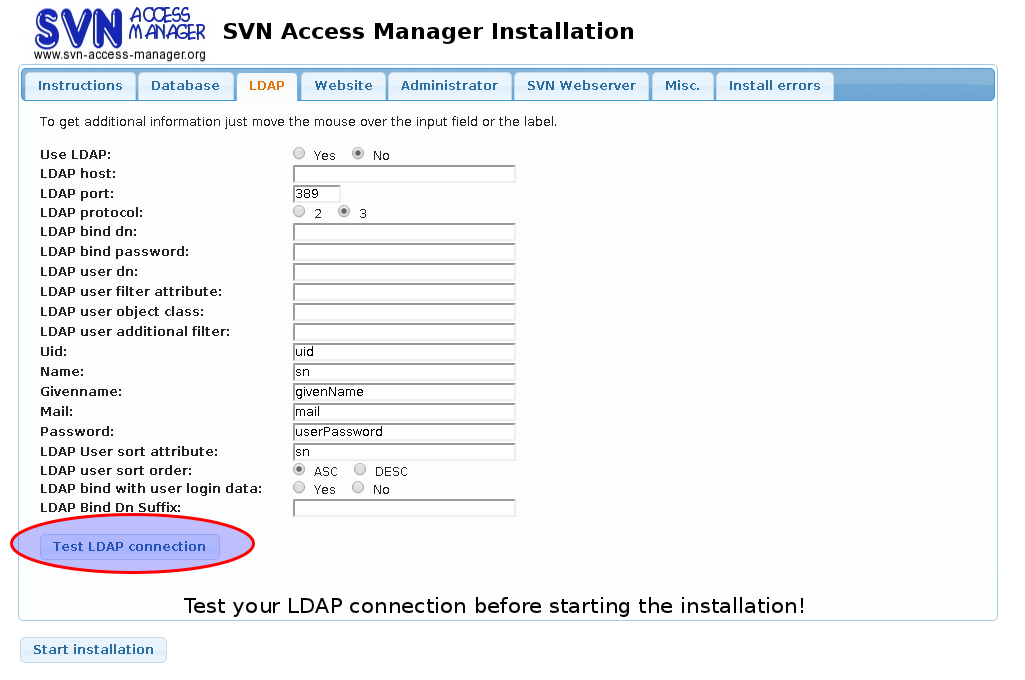 SVN ACCESS MANAGER
www.svn-access-manager.org
SVN Access Manager Installation
Instructions Database LDAP Website Administrator SVN Webserver Misc. Install errors
To get additional information just move the mouse over the input field or the label.
Use LDAP: Yes No
LDAP host:
LDAP port: 389
LDAP protocol: 2 3
LDAP bind dn:
LDAP bind password:
LDAP user dn:
LDAP user filter attribute:
LDAP user object class:
LDAP user additional filter:
Uid: uid
Name: sn
Givenname: givenName
Mail: mail
Password: userPassword
LDAP User sort attribute: sn
LDAP user sort order: ASC DESC
LDAP bind with user login data: Yes No
LDAP Bind Dn Suffix:
Test LDAP connection
Test your LDAP connection before starting the installation!
Start installation